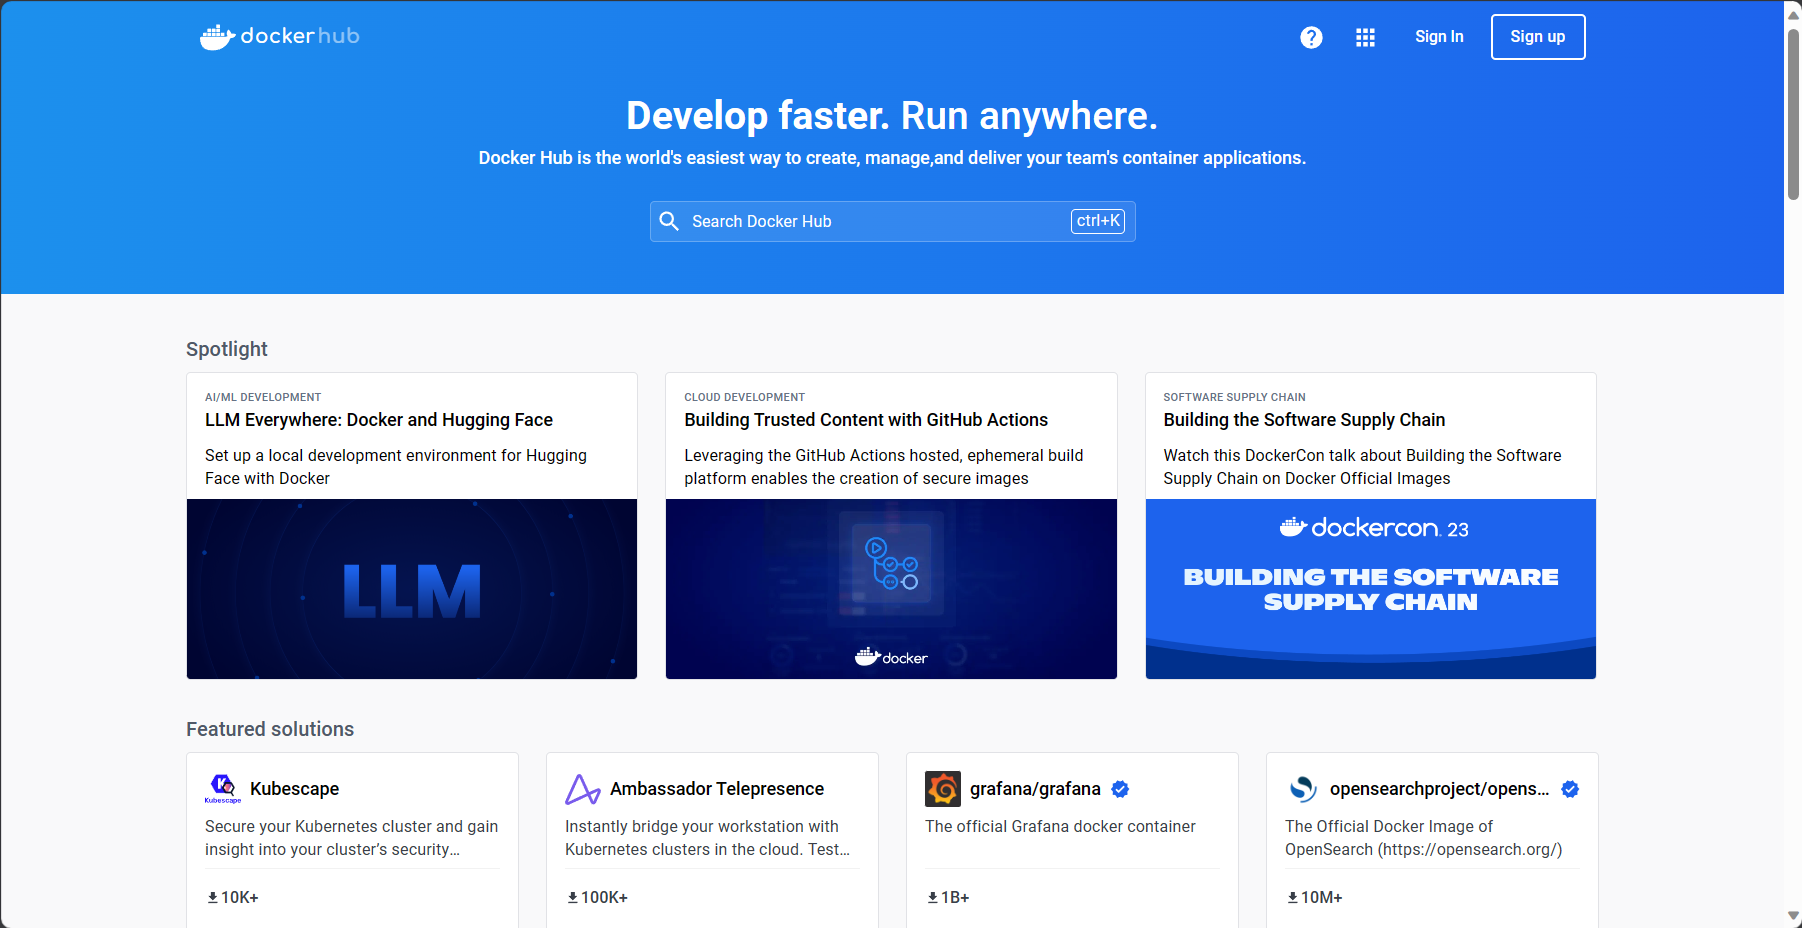 dockerhub
Sign In
Sign up
Develop faster. Run anywhere.
Docker Hub is the world's easiest way to create, manage,and deliver your team's container applications.
Search Docker Hub
ctrl+K
Spotlight
AI/ML DEVELOPMENT
LLM Everywhere: Docker and Hugging Face
Set up a local development environment for Hugging
Face with Docker
LLM
CLOUD DEVELOPMENT
Building Trusted Content with GitHub Actions
Leveraging the GitHub Actions hosted, ephemeral build
platform enables the creation of secure images
docker
SOFTWARE SUPPLY CHAIN
Building the Software Supply Chain
Watch this DockerCon talk about Building the Software
Supply Chain on Docker Official Images
dockercon. 23
BUILDING THE SOFTWARE
SUPPLY CHAIN
Featured solutions
Kubescape
Kubescape
Secure your Kubernetes cluster and gain
insight into your cluster’s security…
10K+
Ambassador Telepresence
Instantly bridge your workstation with
Kubernetes clusters in the cloud. Test…
100K+
grafana/grafana
The official Grafana docker container
1B+
opensearchproject/opens…
The Official Docker Image of
OpenSearch (https://opensearch.org/)
10M+